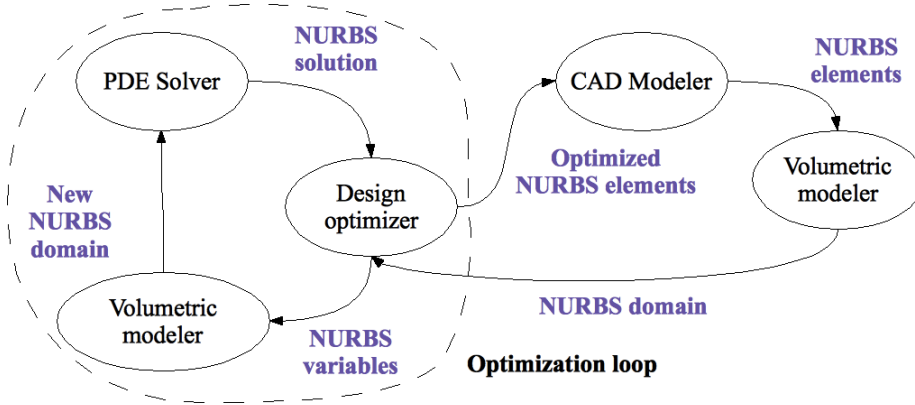 NURBS
solution
PDE Solver
CAD Modeler
NURBS
elements
Optimized
NURBS elements
Volumetric
modeler
New
NURBS
domain
Design
optimizer
Volumetric
modeler
NURBS
variables
NURBS domain
Optimization loop